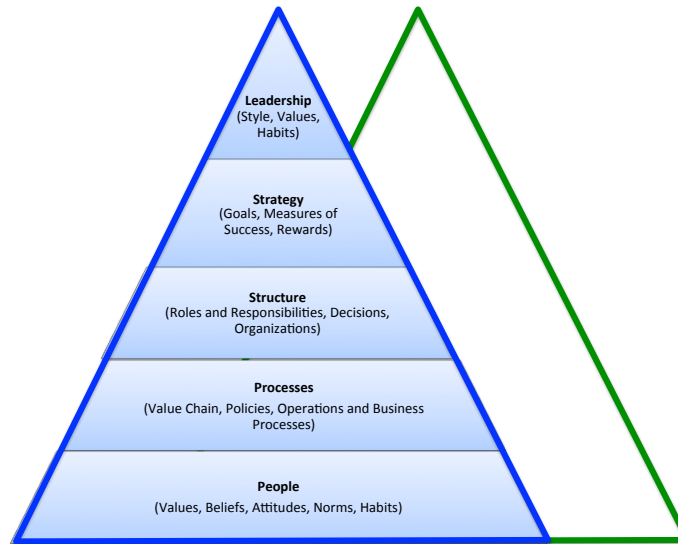 Leadership
(Style, Values,
Habits)
Strategy
(Goals, Measures of
Success, Rewards)
Structure
(Roles and Responsibilities, Decisions,
Organizations)
Processes
(Value Chain, Policies, Operations and Business
Processes)
People
(Values, Beliefs, Attitudes, Norms, Habits)